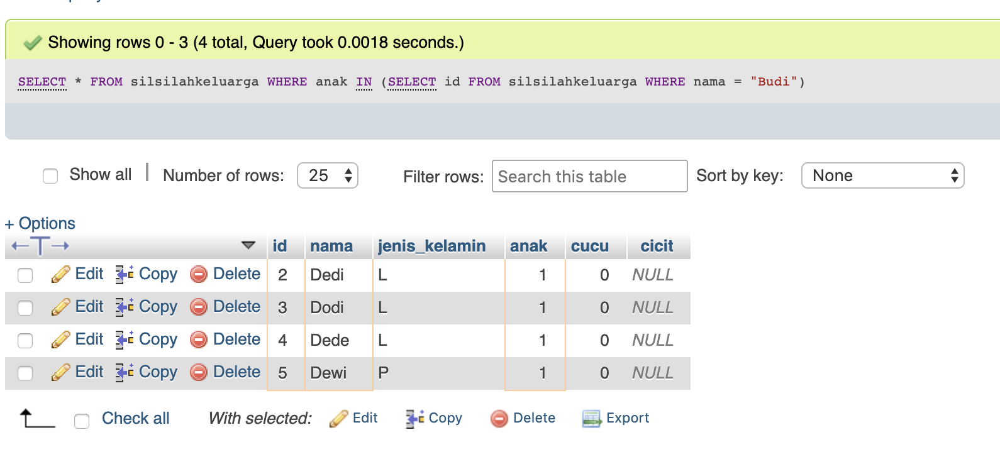 Showing rows 0 - 3 (4 total, Query took 0.0018 seconds.)
SELECT * FROM silsilahkeluarga WHERE anak IN (SELECT id FROM silsilahkeluarga WHERE nama = "Budi")
Show all | Number of rows: 25 Filter rows: Search this table Sort by key: None
+ Options
←T→ id nama jenis_kelamin anak cucu cicit
Edit Copy Delete 2 Dedi L 1 0 NULL
Edit Copy Delete 3 Dodi L 1 0 NULL
Edit Copy Delete 4 Dede L 1 0 NULL
Edit Copy Delete 5 Dewi P 1 0 NULL
Check all With selected: Edit Copy Delete Export